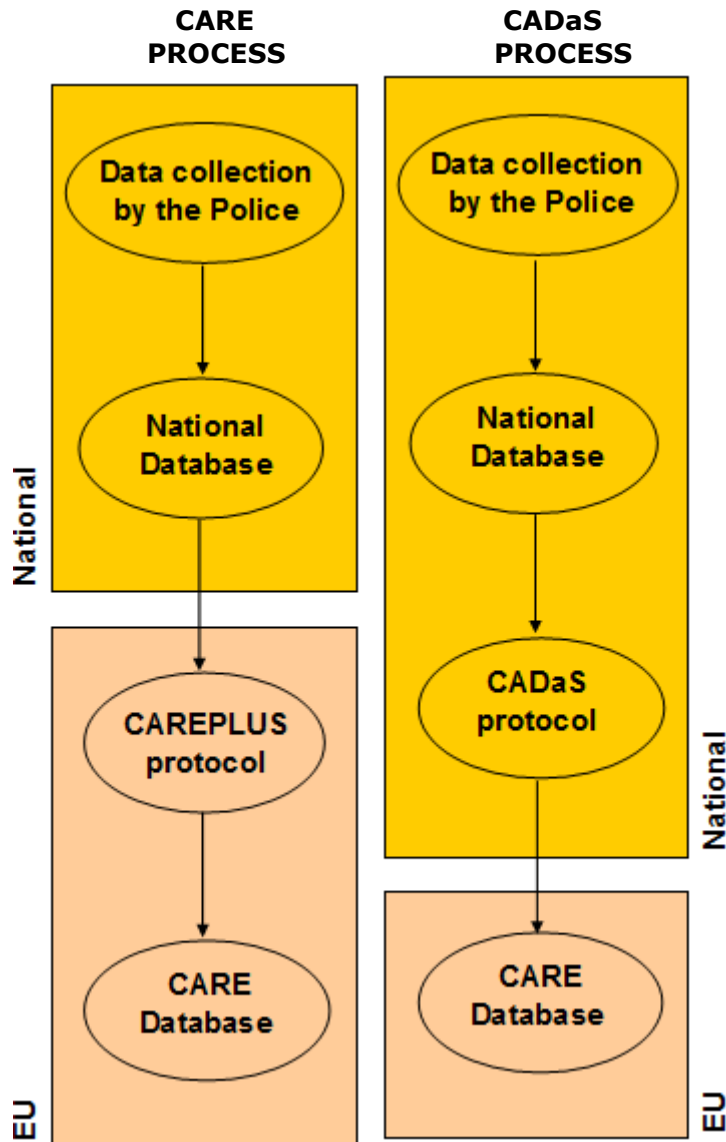 CARE
PROCESS
Data collection
by the Police
National
Database
National
CAREPLUS
protocol
CARE
Database
EU
CADaS
PROCESS
Data collection
by the Police
National
Database
CADaS
protocol
National
CARE
Database
EU